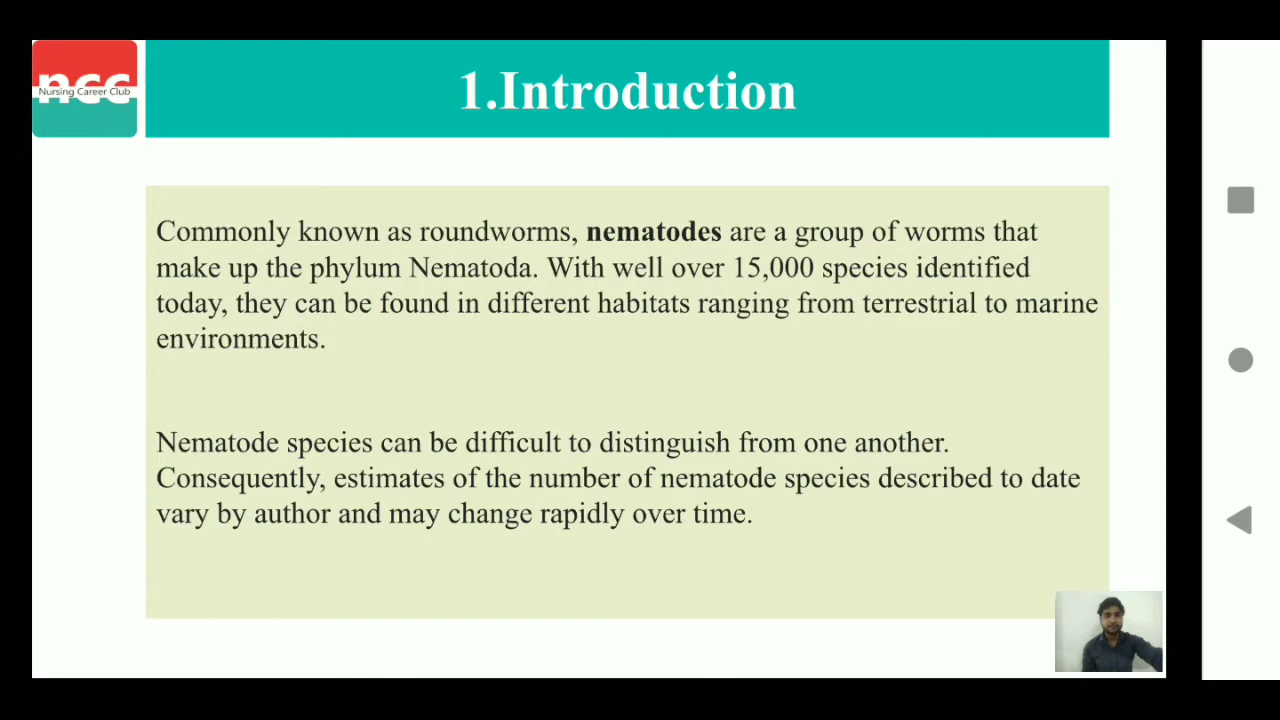 ncc
Nursing Career Club
1.Introduction
Commonly known as roundworms, nematodes are a group of worms that
make up the phylum Nematoda. With well over 15,000 species identified
today, they can be found in different habitats ranging from terrestrial to marine
environments.
Nematode species can be difficult to distinguish from one another.
Consequently, estimates of the number of nematode species described to date
vary by author and may change rapidly over time.